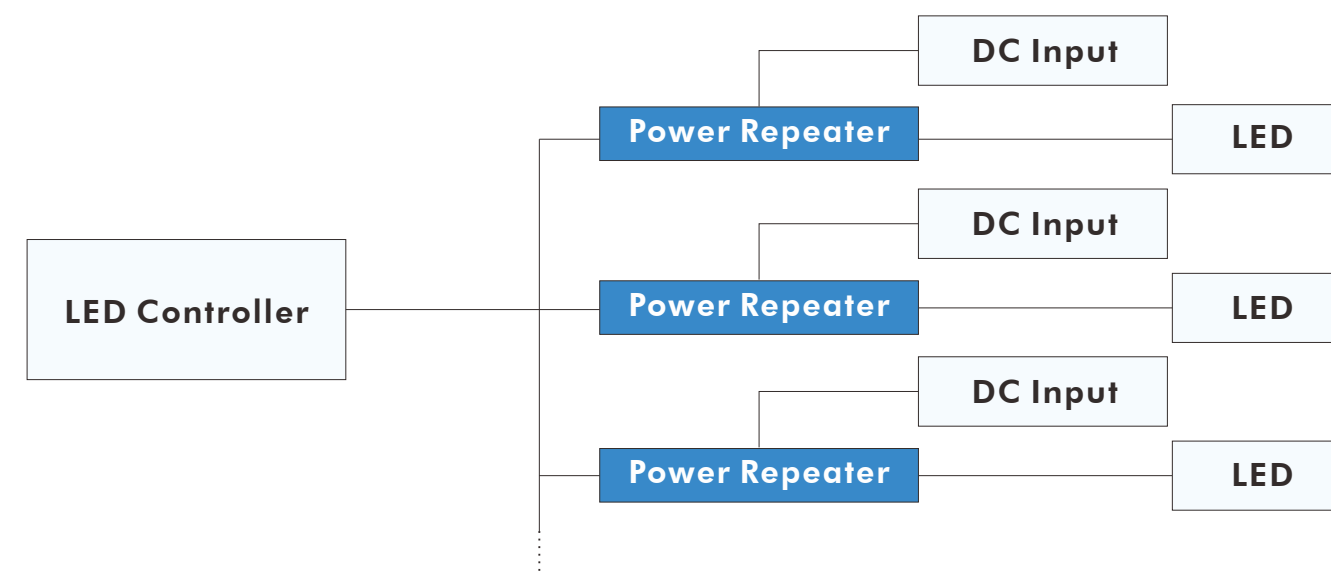 DC Input
Power Repeater
LED
DC Input
LED Controller
Power Repeater
LED
DC Input
Power Repeater
LED